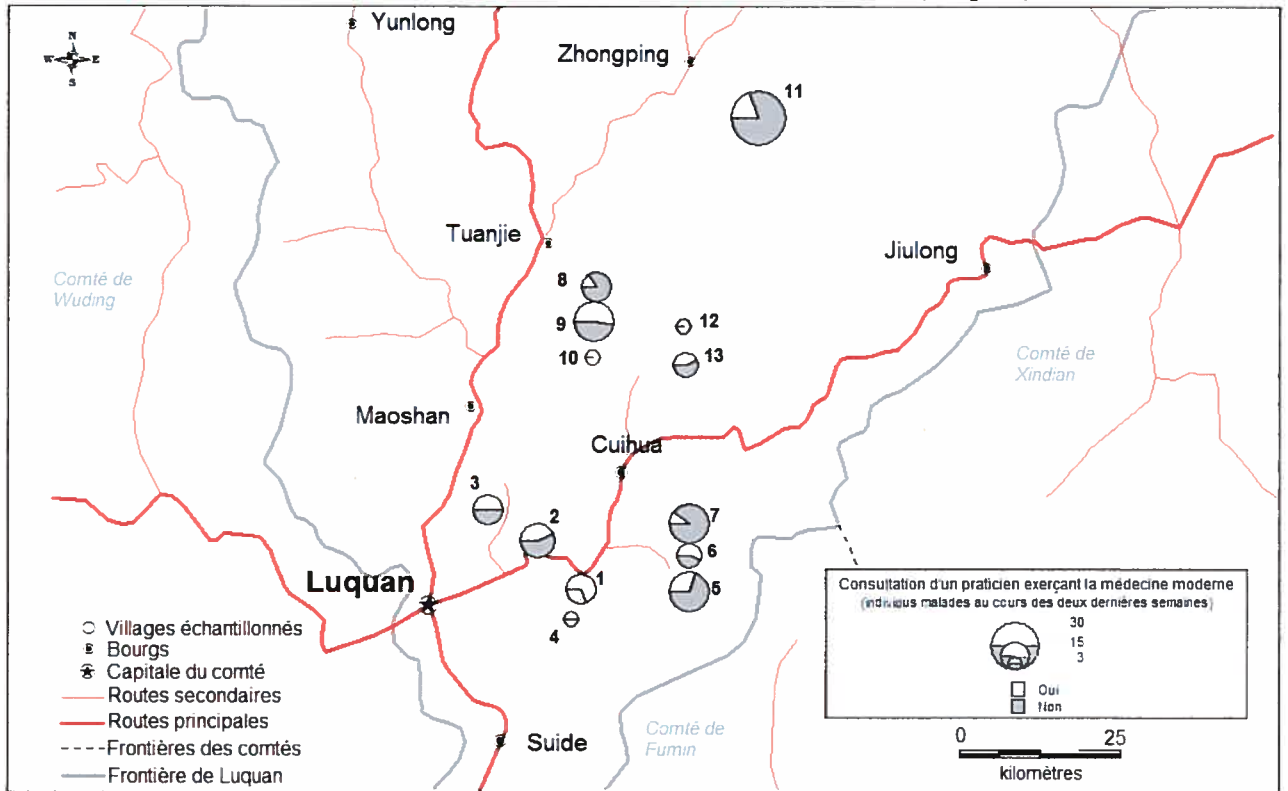 Yunlong
N
W E
S
Zhongping
11
Tuanjie
Jiulong
Comté de
Wuding
8
9
12
10
13
Comté de
Xindian
Maoshan
Cuihua
3
2
7
6
Luquan
1
5
4
Consultation d'un praticien exerçant la médecine moderne
(individus malades au cours des deux dernières semaines)
30
15
3
Oui
Non
Villages échantillonnés
Bourgs
Capitale du comté
Routes secondaires
Routes principales
Frontières des comtés
Frontière de Luquan
Suide
Comté de
Fumin
0 25
kilomètres